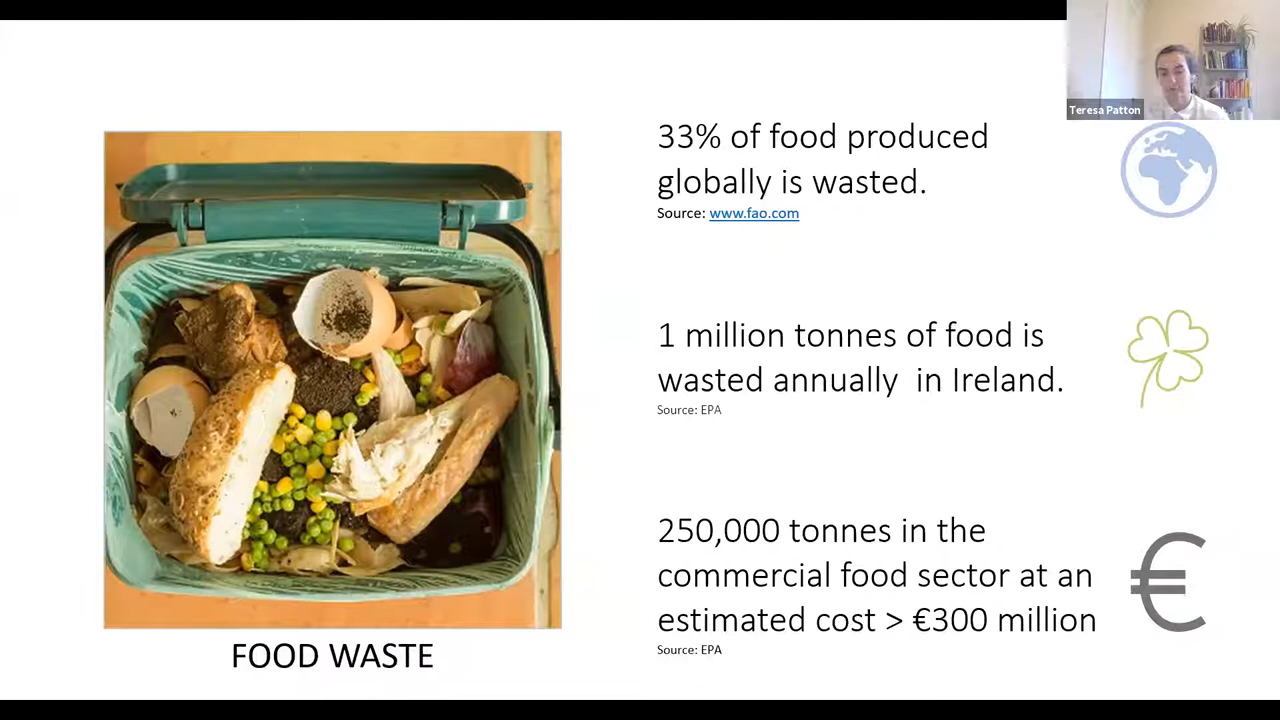 Teresa Patton
33% of food produced
globally is wasted.
Source: www.fao.com
1 million tonnes of food is
wasted annually  in Ireland.
Source: EPA
250,000 tonnes in the
commercial food sector at an
estimated cost > €300 million
Source: EPA
FOOD WASTE